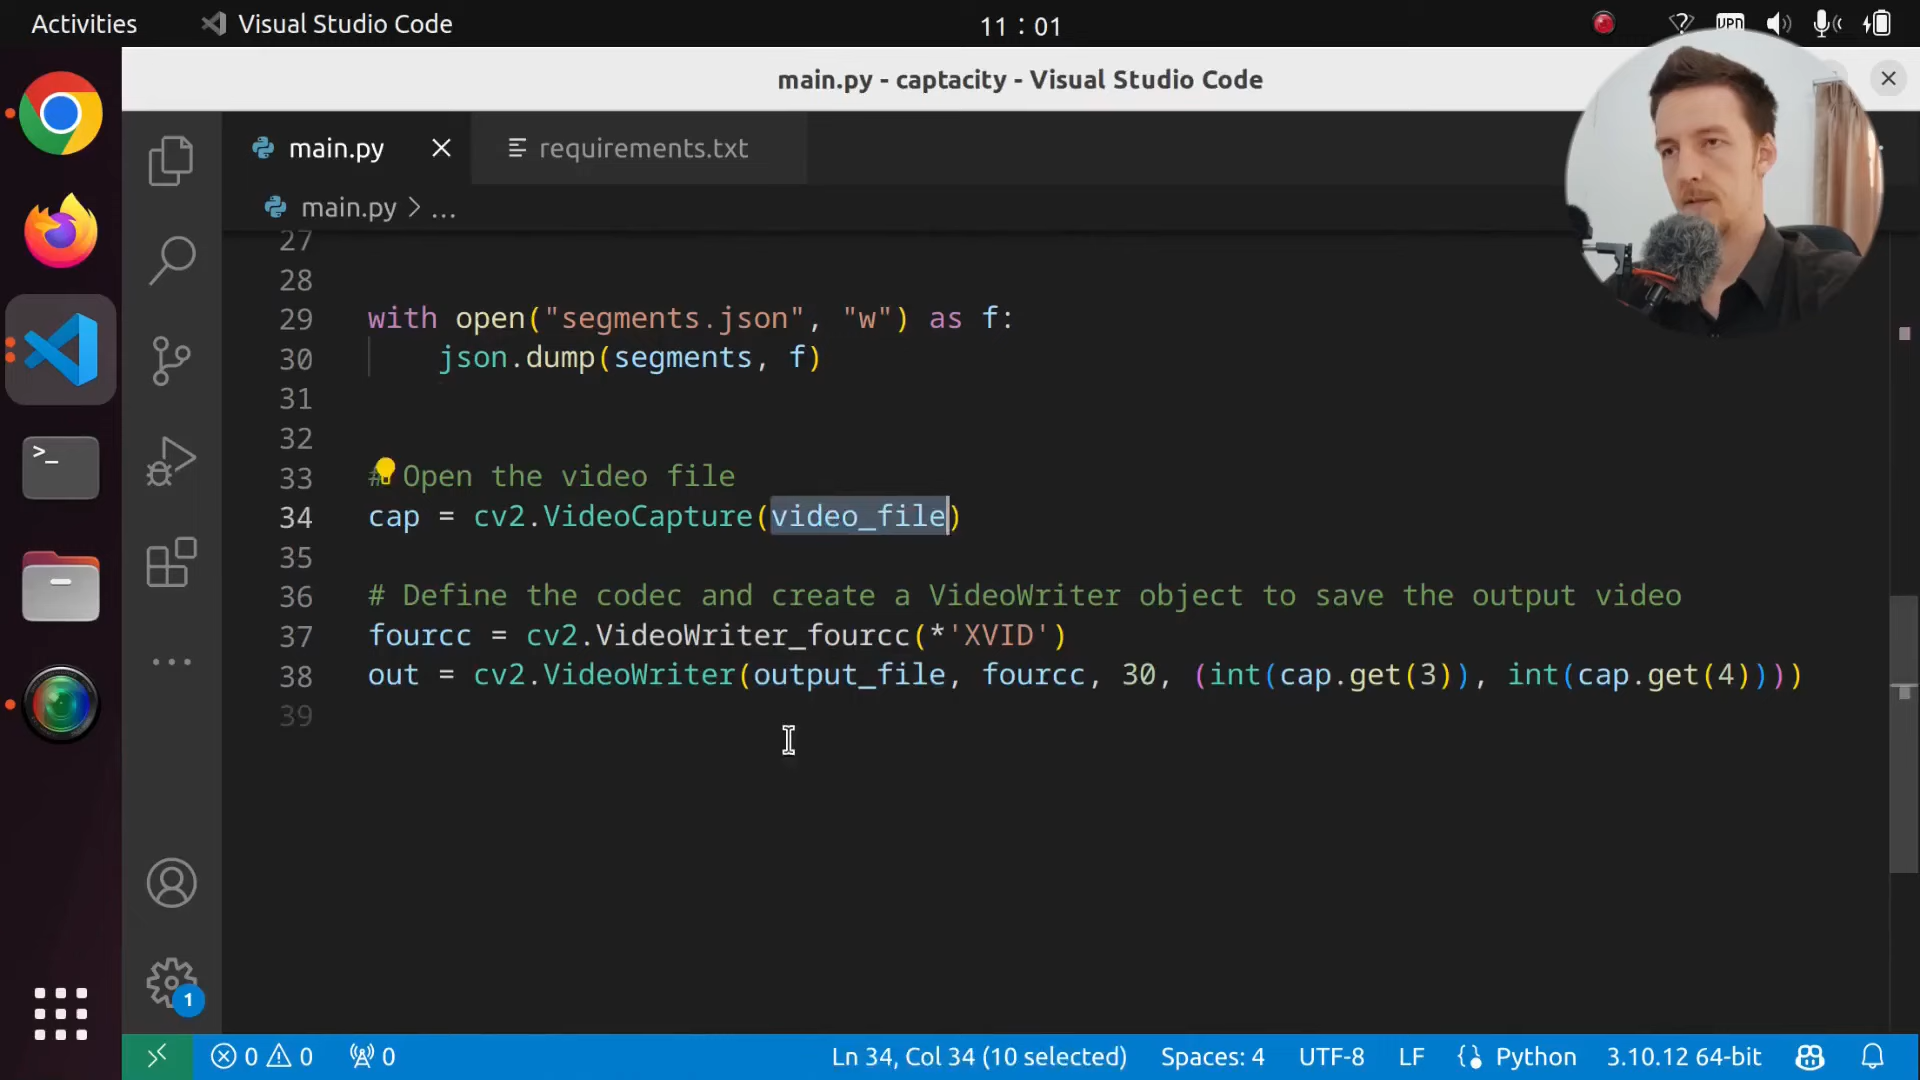 Activities Visual Studio Code 11 : 01 VPN
main.py - captacity - Visual Studio Code
main.py requirements.txt
main.py > ...
27
28
29 with open("segments.json", "w") as f:
30 json.dump(segments, f)
31
32
33 # Open the video file
34 cap = cv2.VideoCapture(video_file)
35
36 # Define the codec and create a VideoWriter object to save the output video
37 fourcc = cv2.VideoWriter_fourcc(*'XVID')
38 out = cv2.VideoWriter(output_file, fourcc, 30, (int(cap.get(3)), int(cap.get(4))))
39
1
0 0 0 Ln 34, Col 34 (10 selected) Spaces: 4 UTF-8 LF Python 3.10.12 64-bit